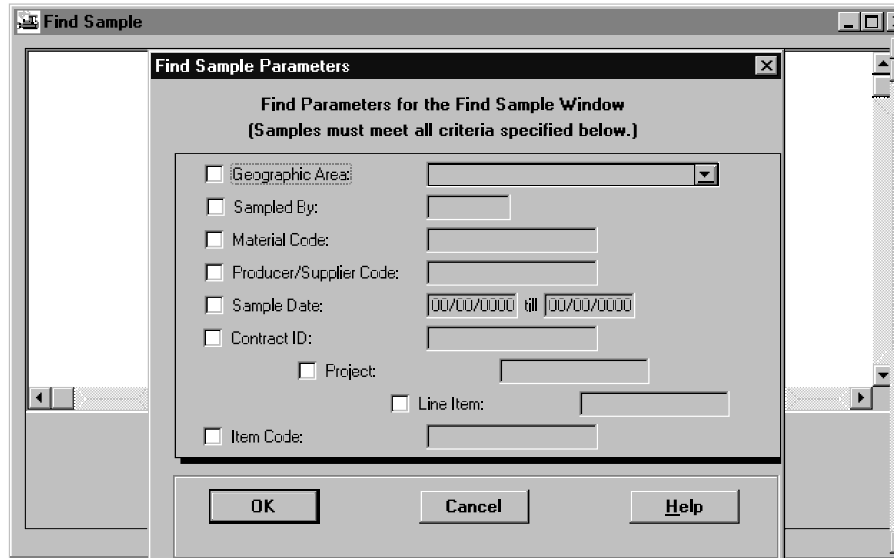 Find Sample
Find Sample Parameters
Find Parameters for the Find Sample Window
(Samples must meet all criteria specified below.)
Geographic Area:
Sampled By:
Material Code:
Producer/Supplier Code:
Sample Date: 00/00/0000 till 00/00/0000
Contract ID:
Project:
Line Item:
Item Code:
OK Cancel Help